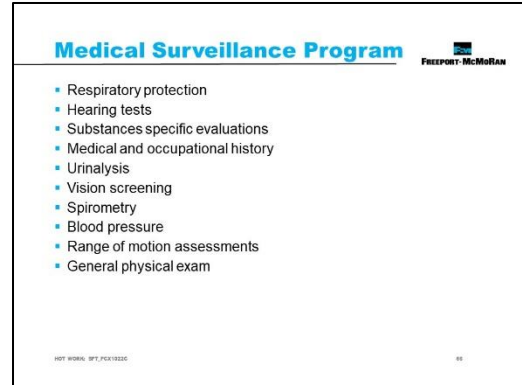 Medical Surveillance Program
FCX
FREEPORT-MCMORAN
▪ Respiratory protection
▪ Hearing tests
▪ Substances specific evaluations
▪ Medical and occupational history
▪ Urinalysis
▪ Vision screening
▪ Spirometry
▪ Blood pressure
▪ Range of motion assessments
▪ General physical exam
HOT WORK: SFT_FCX1022C